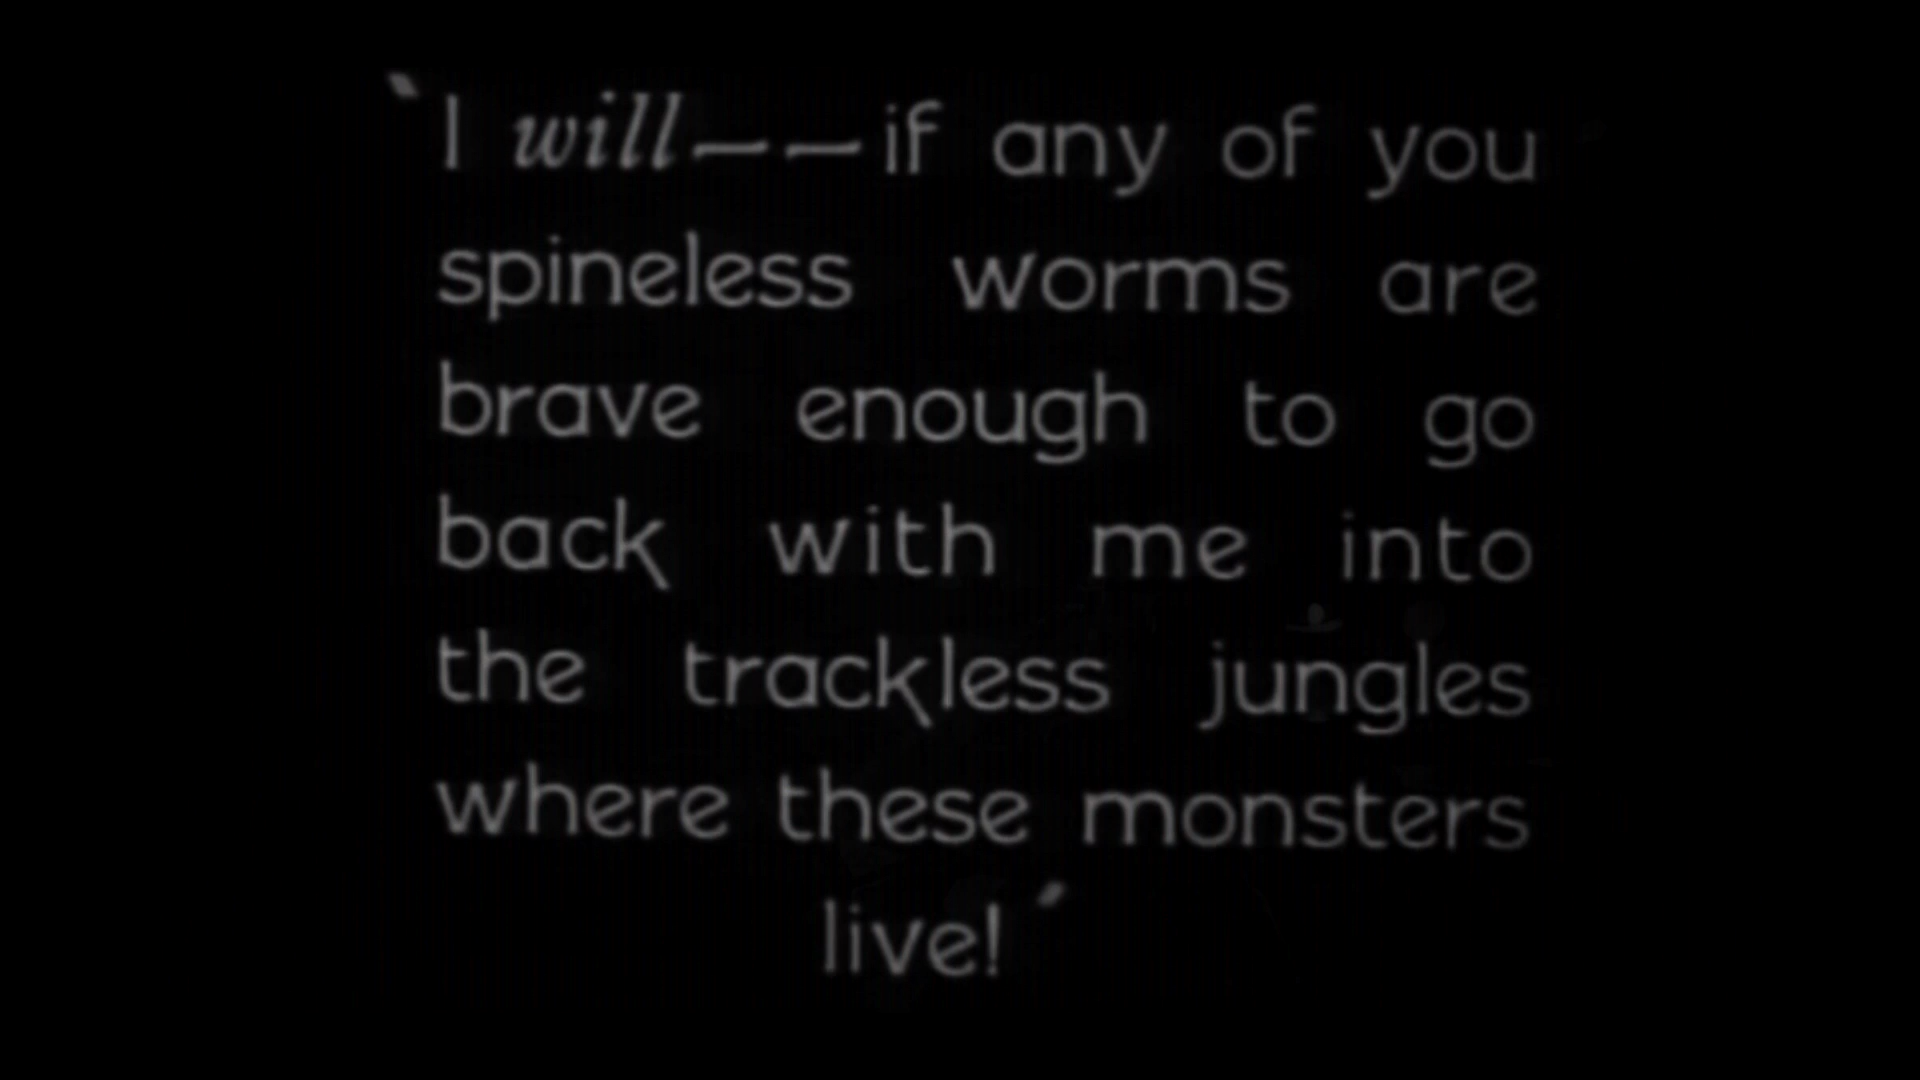 `I will——if any of you
spineless worms are
brave enough to go
back with me into
the trackless jungles
where these monsters
live!´